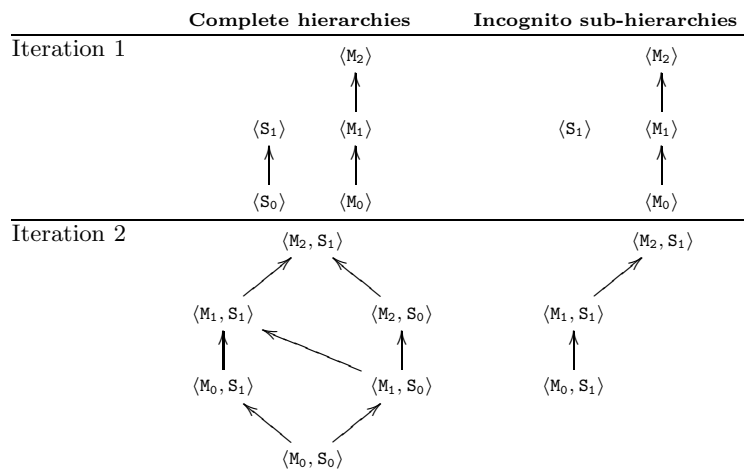 Complete hierarchies Incognito sub-hierarchies
Iteration 1
⟨M₂⟩ ⟨M₂⟩
⟨S₁⟩ ⟨M₁⟩ ⟨S₁⟩ ⟨M₁⟩
⟨S₀⟩ ⟨M₀⟩ ⟨M₀⟩
Iteration 2
⟨M₂, S₁⟩ ⟨M₂, S₁⟩
⟨M₁, S₁⟩ ⟨M₂, S₀⟩ ⟨M₁, S₁⟩
⟨M₀, S₁⟩ ⟨M₁, S₀⟩ ⟨M₀, S₁⟩
⟨M₀, S₀⟩